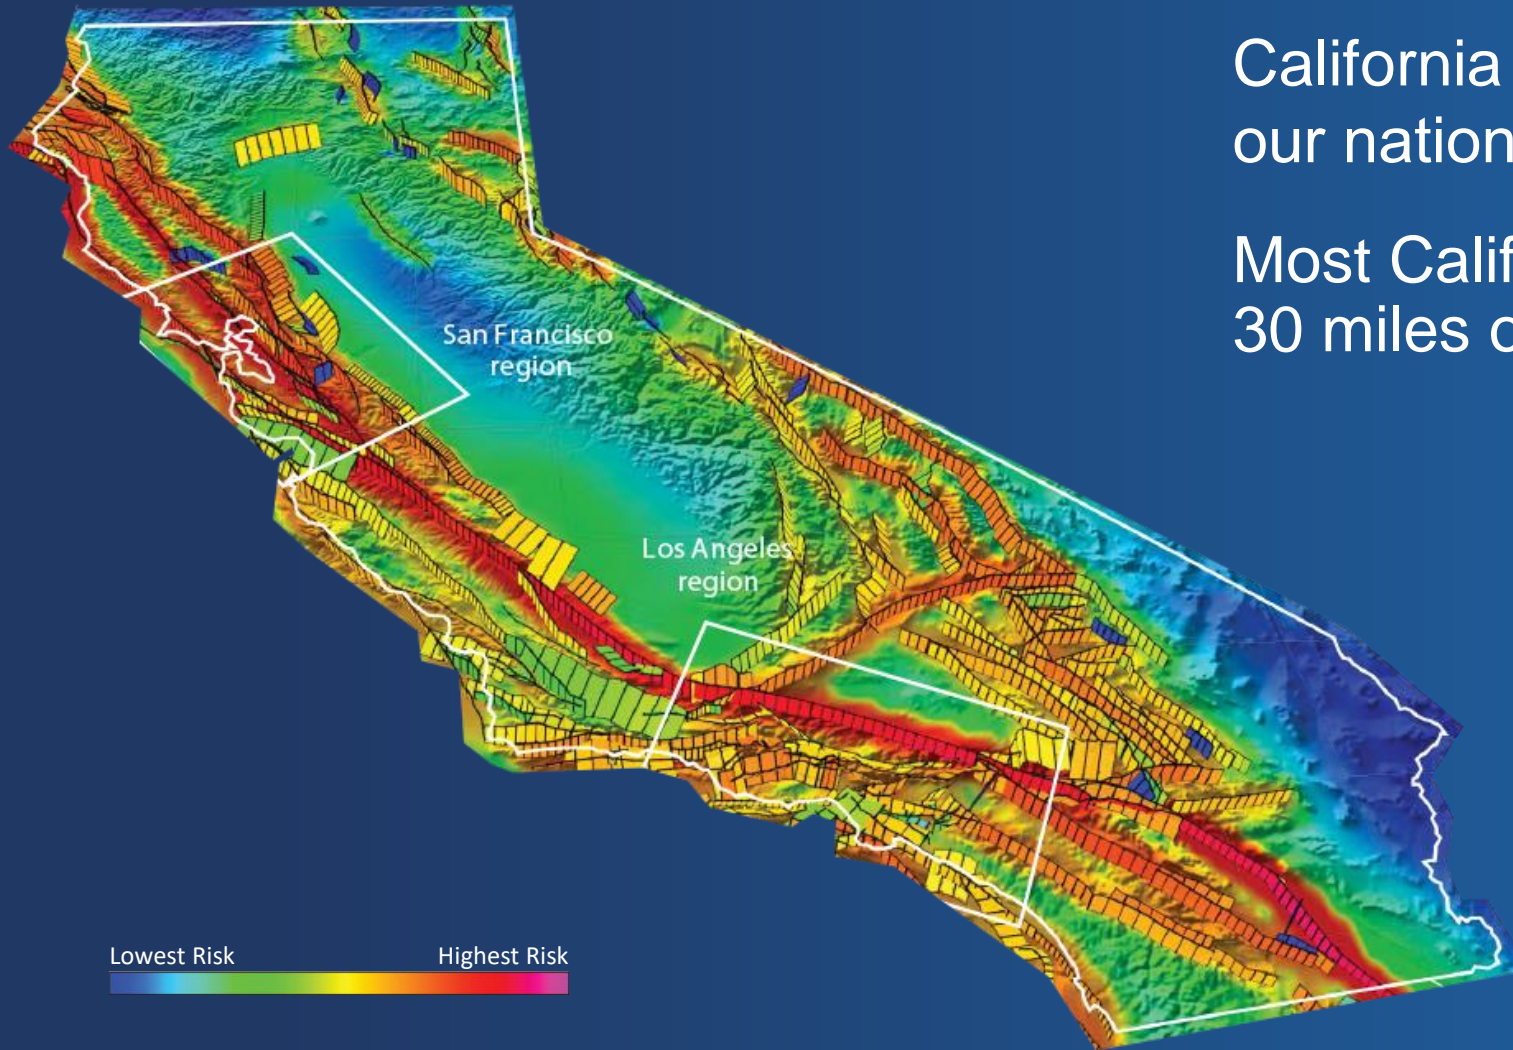 California
our nation
Most Calif
30 miles o
San Francisco
region
Los Angeles
region
Lowest Risk Highest Risk